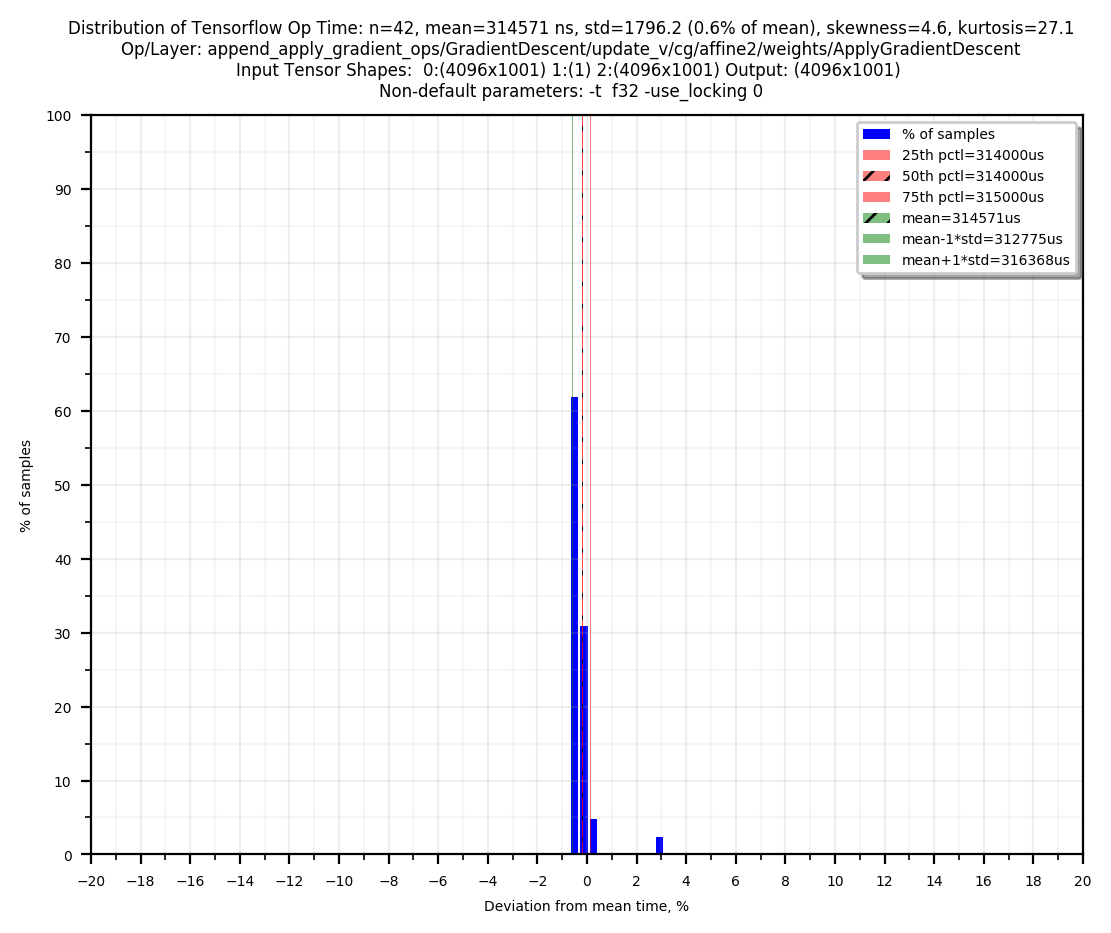 Distribution of Tensorflow Op Time: n=42, mean=314571 ns, std=1796.2 (0.6% of mean), skewness=4.6, kurtosis=27.1
Op/Layer: append_apply_gradient_ops/GradientDescent/update_v/cg/affine2/weights/ApplyGradientDescent
Input Tensor Shapes:  0:(4096x1001) 1:(1) 2:(4096x1001) Output: (4096x1001)
Non-default parameters: -t  f32 -use_locking 0
100
90
80
70
60
50
40
30
20
10
0
% of samples
% of samples
25th pctl=314000us
50th pctl=314000us
75th pctl=315000us
mean=314571us
mean-1*std=312775us
mean+1*std=316368us
−20 −18 −16 −14 −12 −10 −8 −6 −4 −2 0 2 4 6 8 10 12 14 16 18 20
Deviation from mean time, %